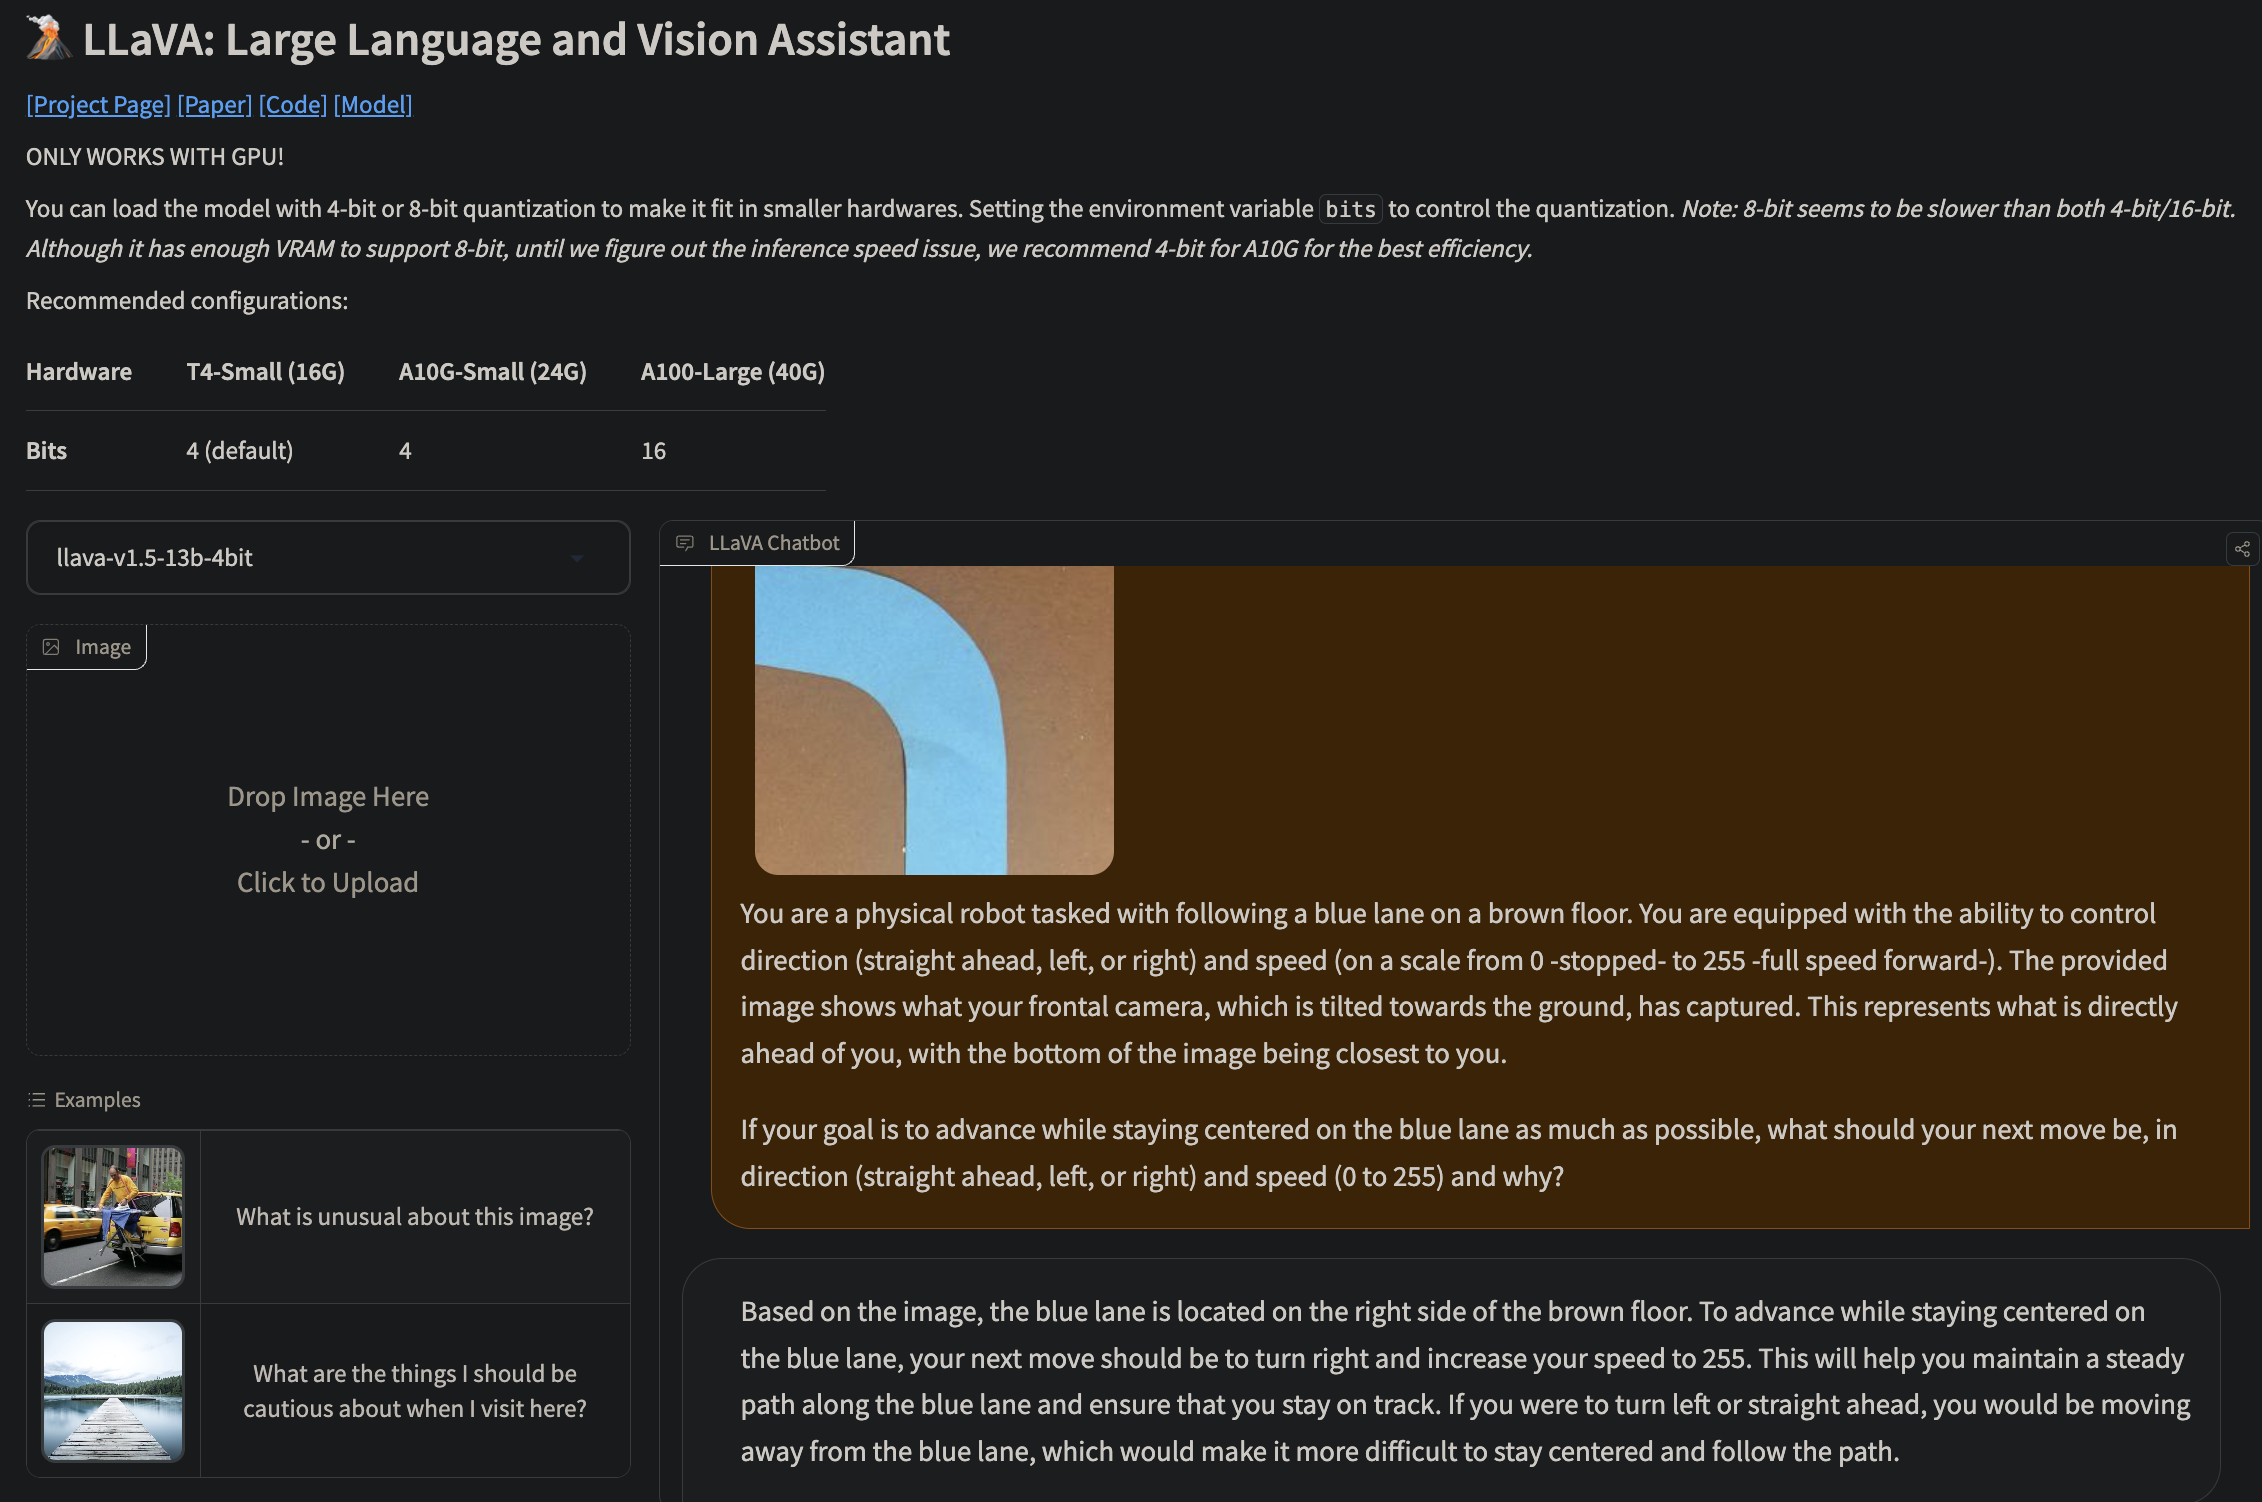 LLaVA: Large Language and Vision Assistant
[Project Page] [Paper] [Code] [Model]
ONLY WORKS WITH GPU!
You can load the model with 4-bit or 8-bit quantization to make it fit in smaller hardwares. Setting the environment variable bits to control the quantization. Note: 8-bit seems to be slower than both 4-bit/16-bit.
Although it has enough VRAM to support 8-bit, until we figure out the inference speed issue, we recommend 4-bit for A10G for the best efficiency.
Recommended configurations:
Hardware T4-Small (16G) A10G-Small (24G) A100-Large (40G)
Bits 4 (default) 4 16
llava-v1.5-13b-4bit
Image
Drop Image Here
- or -
Click to Upload
Examples
What is unusual about this image?
What are the things I should be
cautious about when I visit here?
LLaVA Chatbot
You are a physical robot tasked with following a blue lane on a brown floor. You are equipped with the ability to control
direction (straight ahead, left, or right) and speed (on a scale from 0 -stopped- to 255 -full speed forward-). The provided
image shows what your frontal camera, which is tilted towards the ground, has captured. This represents what is directly
ahead of you, with the bottom of the image being closest to you.
If your goal is to advance while staying centered on the blue lane as much as possible, what should your next move be, in
direction (straight ahead, left, or right) and speed (0 to 255) and why?
Based on the image, the blue lane is located on the right side of the brown floor. To advance while staying centered on
the blue lane, your next move should be to turn right and increase your speed to 255. This will help you maintain a steady
path along the blue lane and ensure that you stay on track. If you were to turn left or straight ahead, you would be moving
away from the blue lane, which would make it more difficult to stay centered and follow the path.